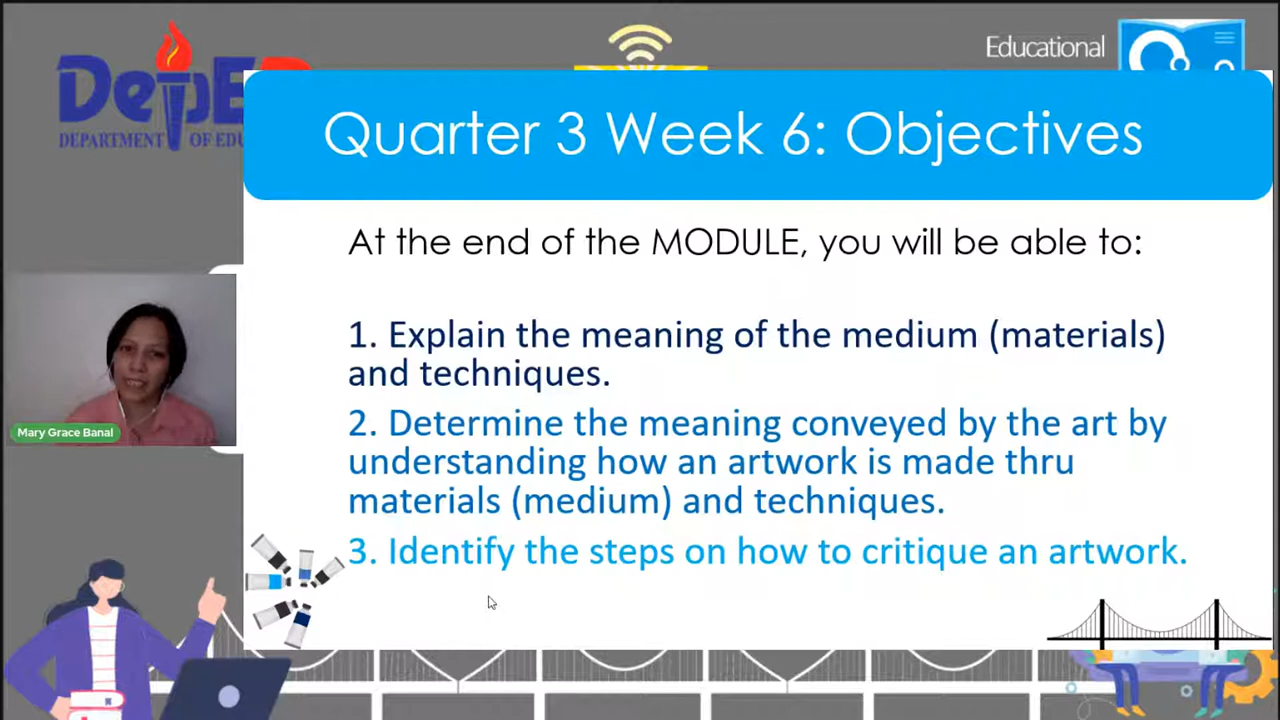 Educational
DepE
DEPARTMENT OF EDU
Quarter 3 Week 6: Objectives
At the end of the MODULE, you will be able to:
1. Explain the meaning of the medium (materials)
and techniques.
2. Determine the meaning conveyed by the art by
understanding how an artwork is made thru
materials (medium) and techniques.
3. Identify the steps on how to critique an artwork.
Mary Grace Banal